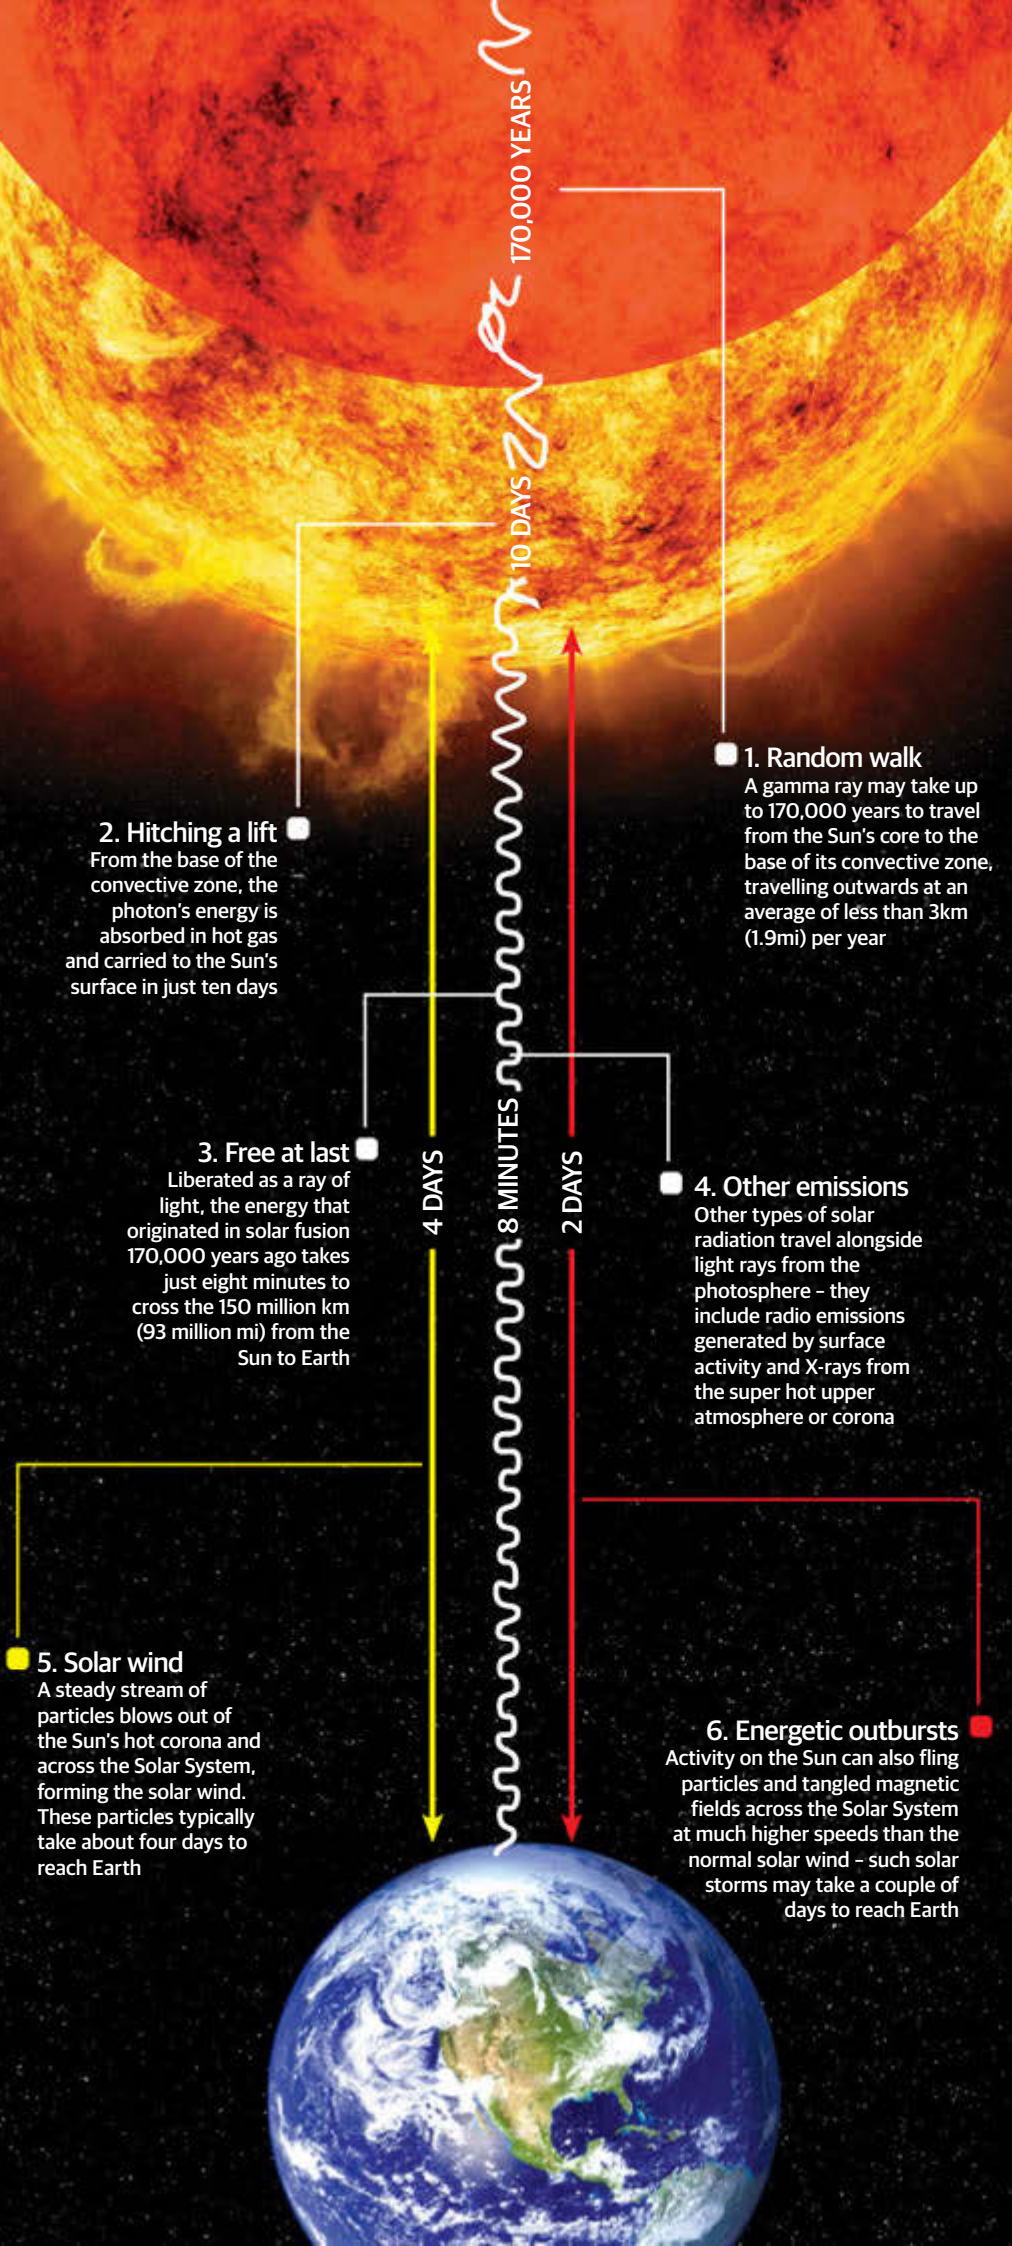 170,000 YEARS
10 DAYS
1. Random walk
A gamma ray may take up
to 170,000 years to travel
from the Sun's core to the
base of its convective zone,
travelling outwards at an
average of less than 3km
(1.9mi) per year
2. Hitching a lift
From the base of the
convective zone, the
photon's energy is
absorbed in hot gas
and carried to the Sun's
surface in just ten days
3. Free at last
Liberated as a ray of
light, the energy that
originated in solar fusion
170,000 years ago takes
just eight minutes to
cross the 150 million km
(93 million mi) from the
Sun to Earth
4 DAYS
8 MINUTES
2 DAYS
4. Other emissions
Other types of solar
radiation travel alongside
light rays from the
photosphere – they
include radio emissions
generated by surface
activity and X-rays from
the super hot upper
atmosphere or corona
5. Solar wind
A steady stream of
particles blows out of
the Sun's hot corona and
across the Solar System,
forming the solar wind.
These particles typically
take about four days to
reach Earth
6. Energetic outbursts
Activity on the Sun can also fling
particles and tangled magnetic
fields across the Solar System
at much higher speeds than the
normal solar wind – such solar
storms may take a couple of
days to reach Earth